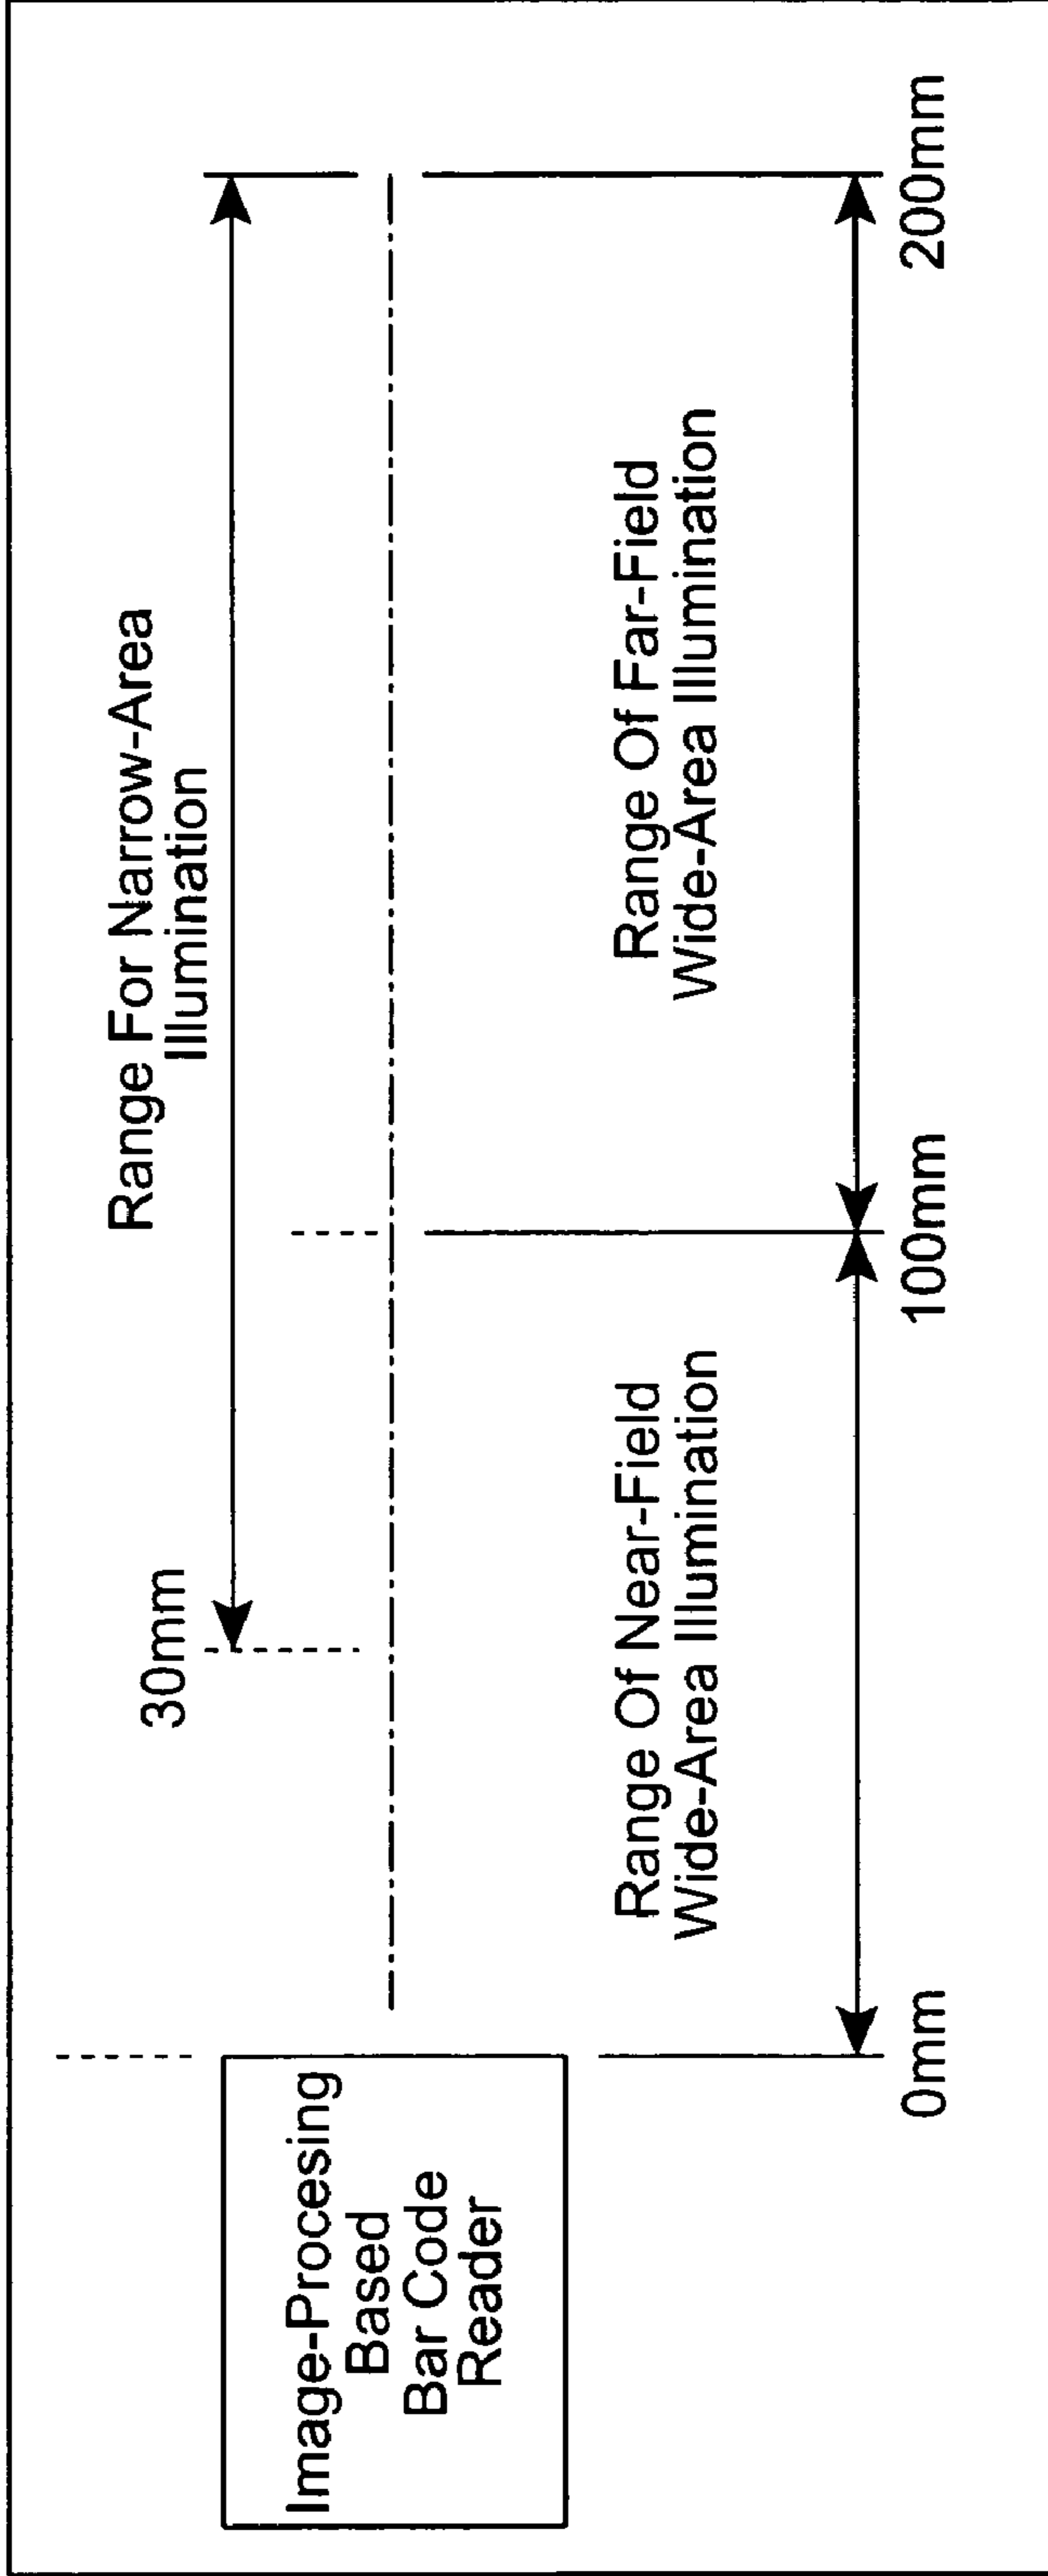 Range For Narrow-Area
Illumination
30mm
Image-Procesing
Based
Bar Code
Reader
Range Of Near-Field
Wide-Area Illumination
Range Of Far-Field
Wide-Area Illumination
0mm
100mm
200mm